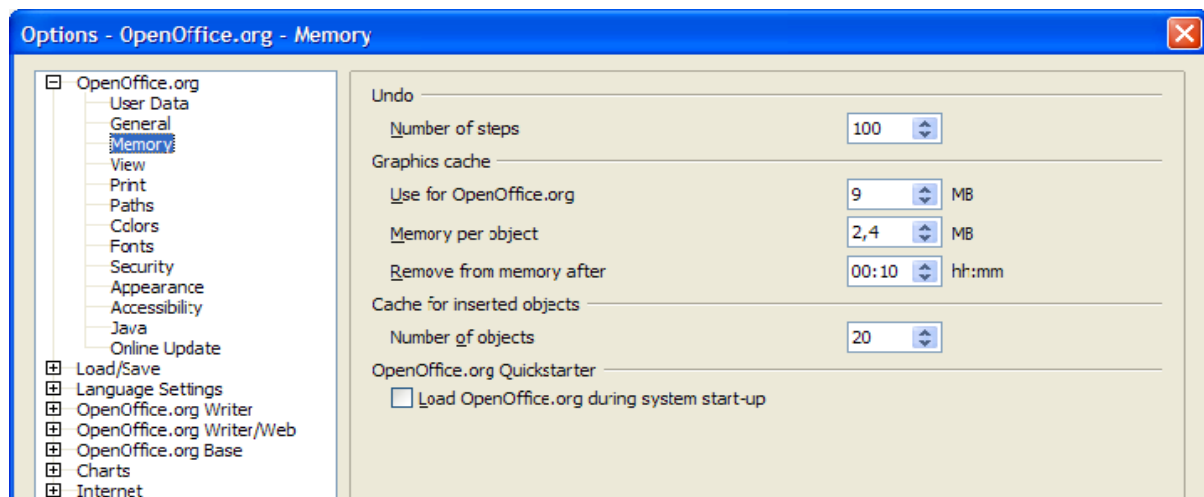 Options - OpenOffice.org - Memory
OpenOffice.org
User Data
General
Memory
View
Print
Paths
Colors
Fonts
Security
Appearance
Accessibility
Java
Online Update
Load/Save
Language Settings
OpenOffice.org Writer
OpenOffice.org Writer/Web
OpenOffice.org Base
Charts
Internet
Undo
Number of steps 100
Graphics cache
Use for OpenOffice.org 9 MB
Memory per object 2,4 MB
Remove from memory after 00:10 hh:mm
Cache for inserted objects
Number of objects 20
OpenOffice.org Quickstarter
Load OpenOffice.org during system start-up